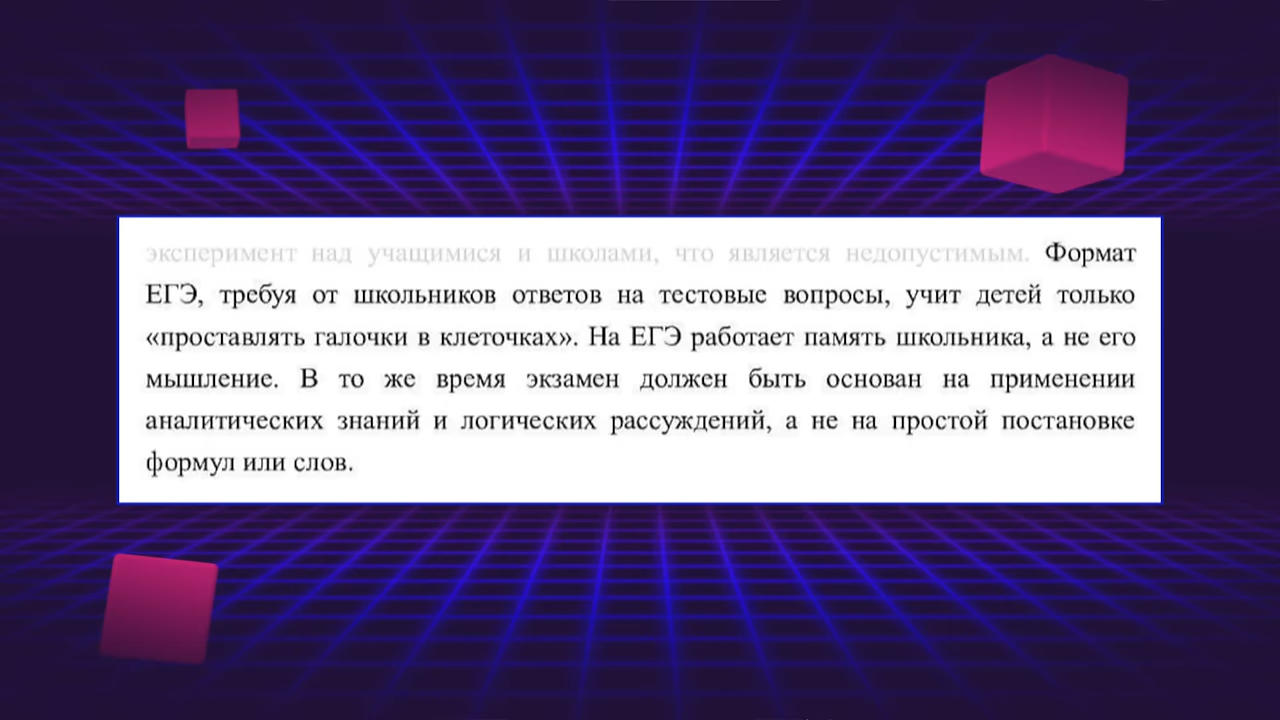 эксперимент над учащимися и школами, что является недопустимым. Формат
ЕГЭ, требуя от школьников ответов на тестовые вопросы, учит детей только
«проставлять галочки в клеточках». На ЕГЭ работает память школьника, а не его
мышление. В то же время экзамен должен быть основан на применении
аналитических знаний и логических рассуждений, а не на простой постановке
формул или слов.